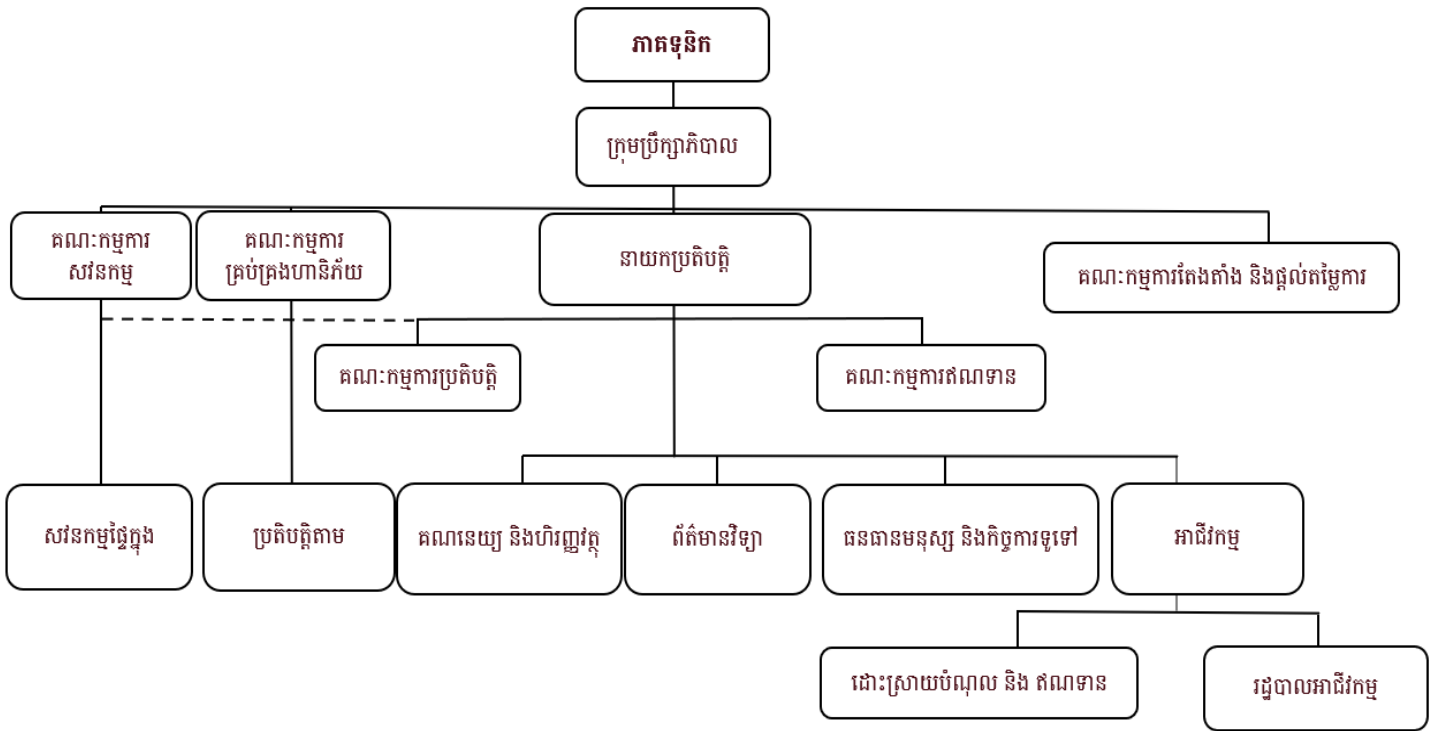 ភាគទុនិក
ក្រុមប្រឹក្សាភិបាល
គណៈកម្មការ
សវនកម្ម
គណៈកម្មការ
គ្រប់គ្រងហានិភ័យ
នាយកប្រតិបត្តិ
គណៈកម្មការតែងតាំង និងផ្តល់តម្លៃការ
គណៈកម្មការប្រតិបត្តិ
គណៈកម្មការឥណទាន
សវនកម្មផ្ទៃក្នុង
ប្រតិបត្តិតាម
គណនេយ្យ និងហិរញ្ញវត្ថុ
ព័ត៌មានវិទ្យា
ធនធានមនុស្ស និងកិច្ចការទូទៅ
អាជីវកម្ម
ដោះស្រាយបំណុល និង ឥណទាន
រដ្ឋបាលអាជីវកម្ម